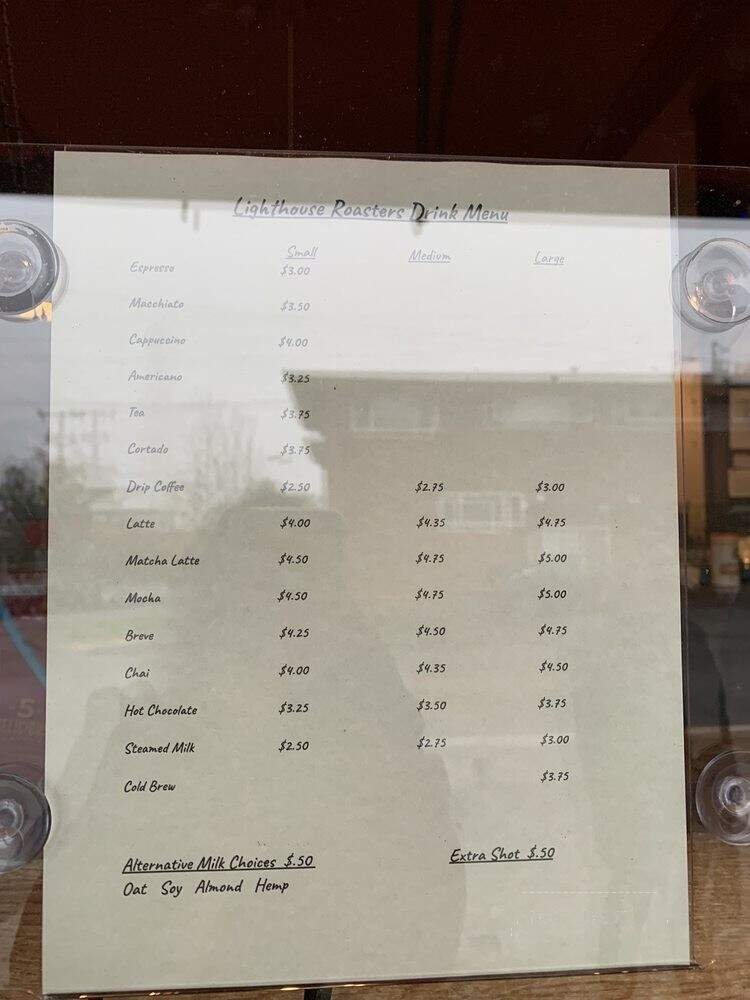 Lighthouse Roasters Drink Menu
Small Medium Large
Espresso $3.00
Macchiato $3.50
Cappuccino $4.00
Americano $3.25
Tea $3.75
Cortado $3.75
Drip Coffee $2.50 $2.75 $3.00
Latte $4.00 $4.35 $4.75
Matcha Latte $4.50 $4.75 $5.00
Mocha $4.50 $4.75 $5.00
Breve $4.25 $4.50 $4.75
Chai $4.00 $4.35 $4.50
Hot Chocolate $3.25 $3.50 $3.75
Steamed Milk $2.50 $2.75 $3.00
Cold Brew $3.75
Alternative Milk Choices $.50 Extra Shot $.50
Oat Soy Almond Hemp